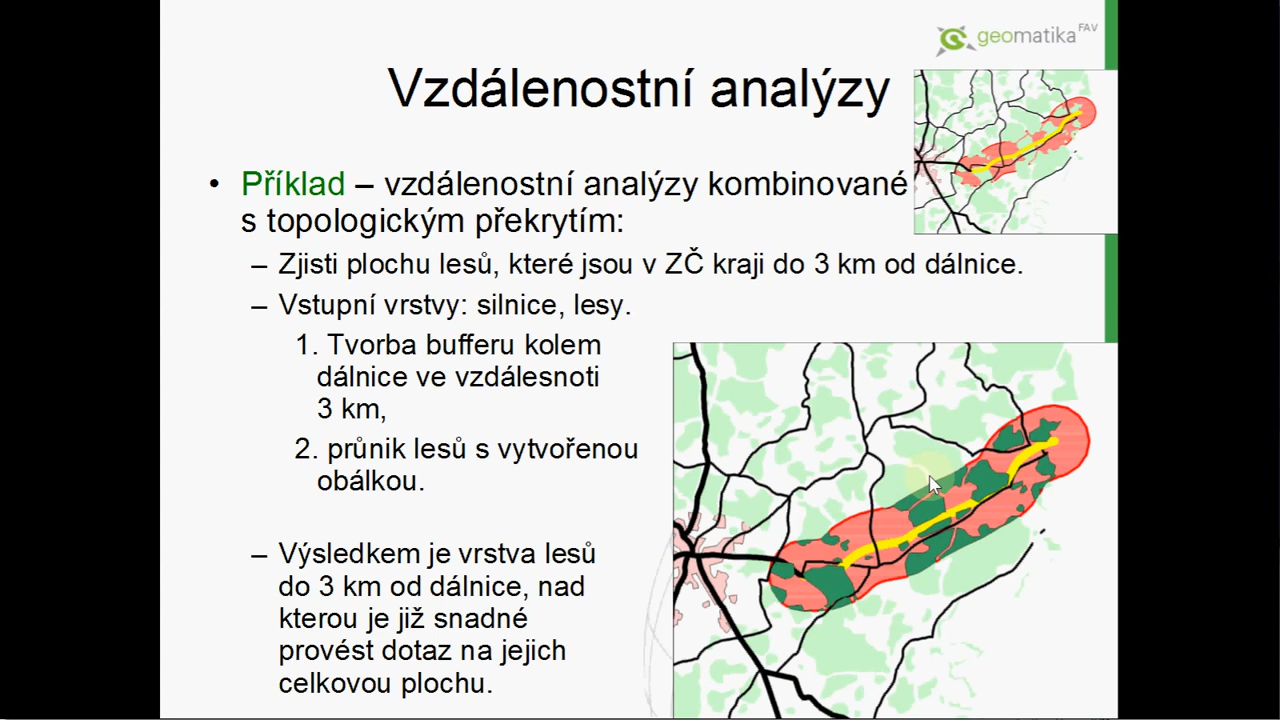 geomatika FAV
Vzdálenostní analýzy
• Příklad – vzdálenostní analýzy kombinované
s topologickým překrytím:
– Zjisti plochu lesů, které jsou v ZČ kraji do 3 km od dálnice.
– Vstupní vrstvy: silnice, lesy.
1. Tvorba bufferu kolem
dálnice ve vzdálesnoti
3 km,
2. průnik lesů s vytvořenou
obálkou.
– Výsledkem je vrstva lesů
do 3 km od dálnice, nad
kterou je již snadné
provést dotaz na jejich
celkovou plochu.